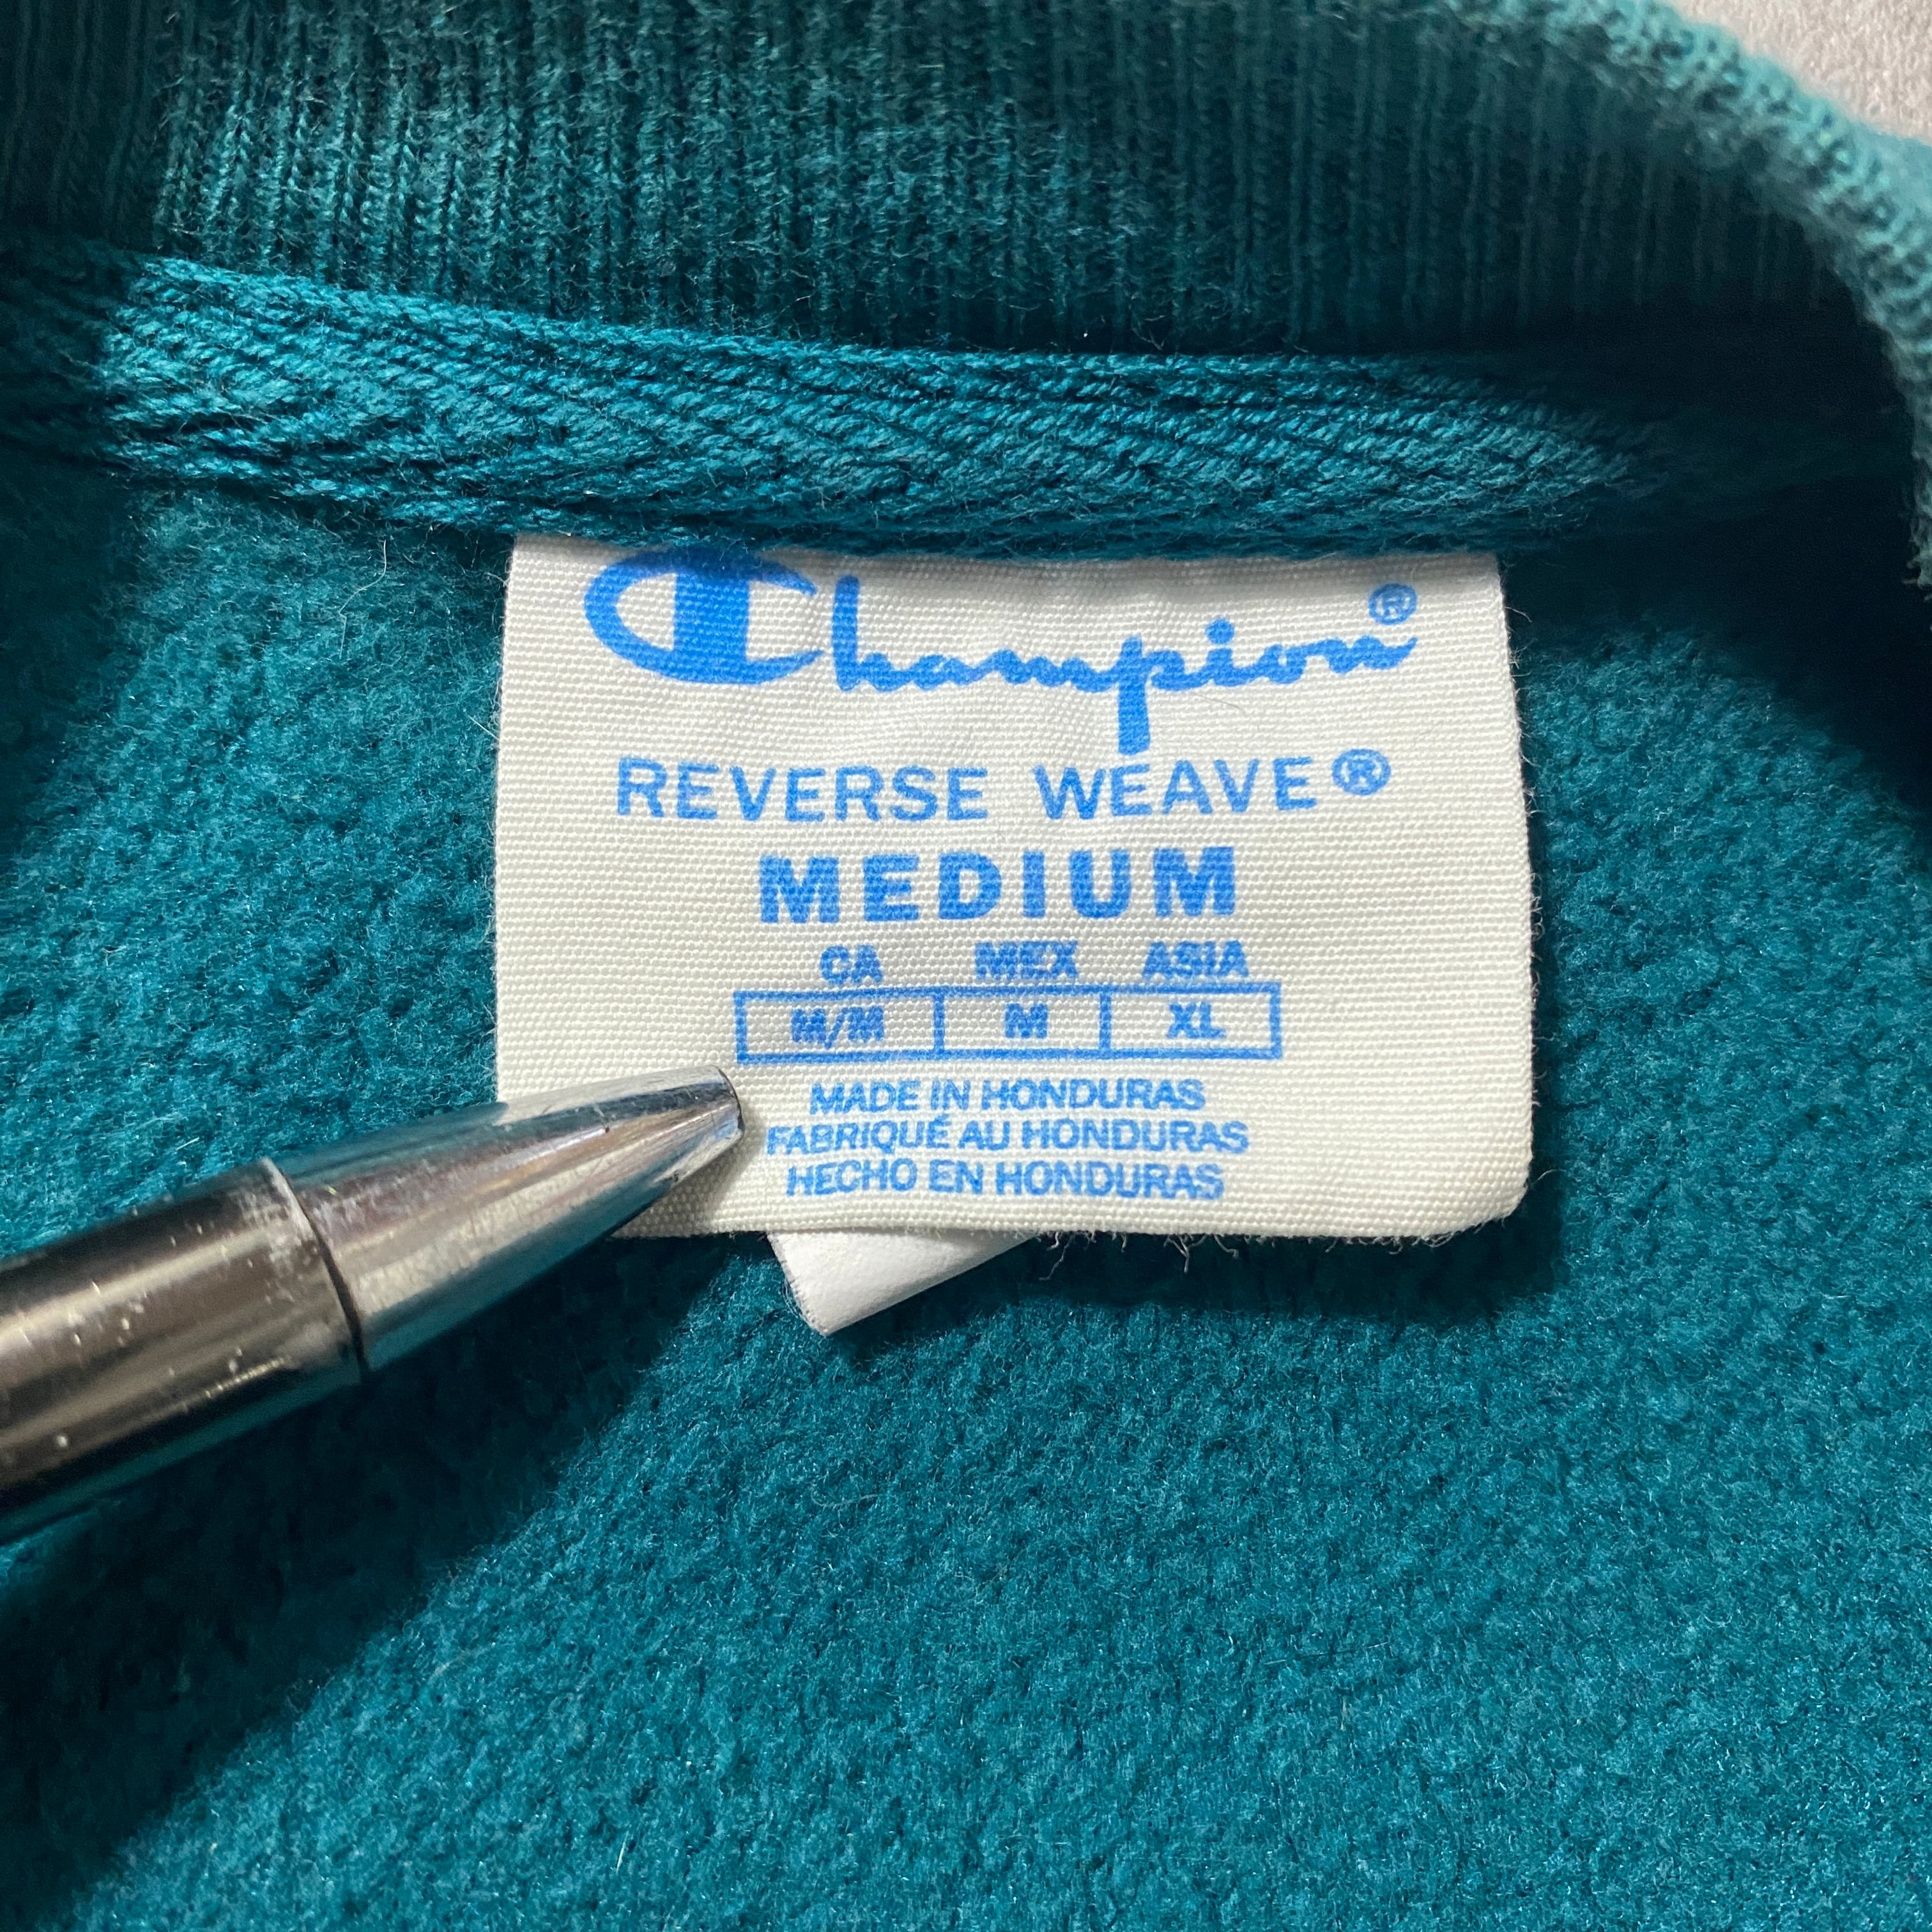 Champion®
REVERSE WEAVE®
MEDIUM
CA MEX ASIA
M/M M XL
MADE IN HONDURAS
FABRIQUÉ AU HONDURAS
HECHO EN HONDURAS